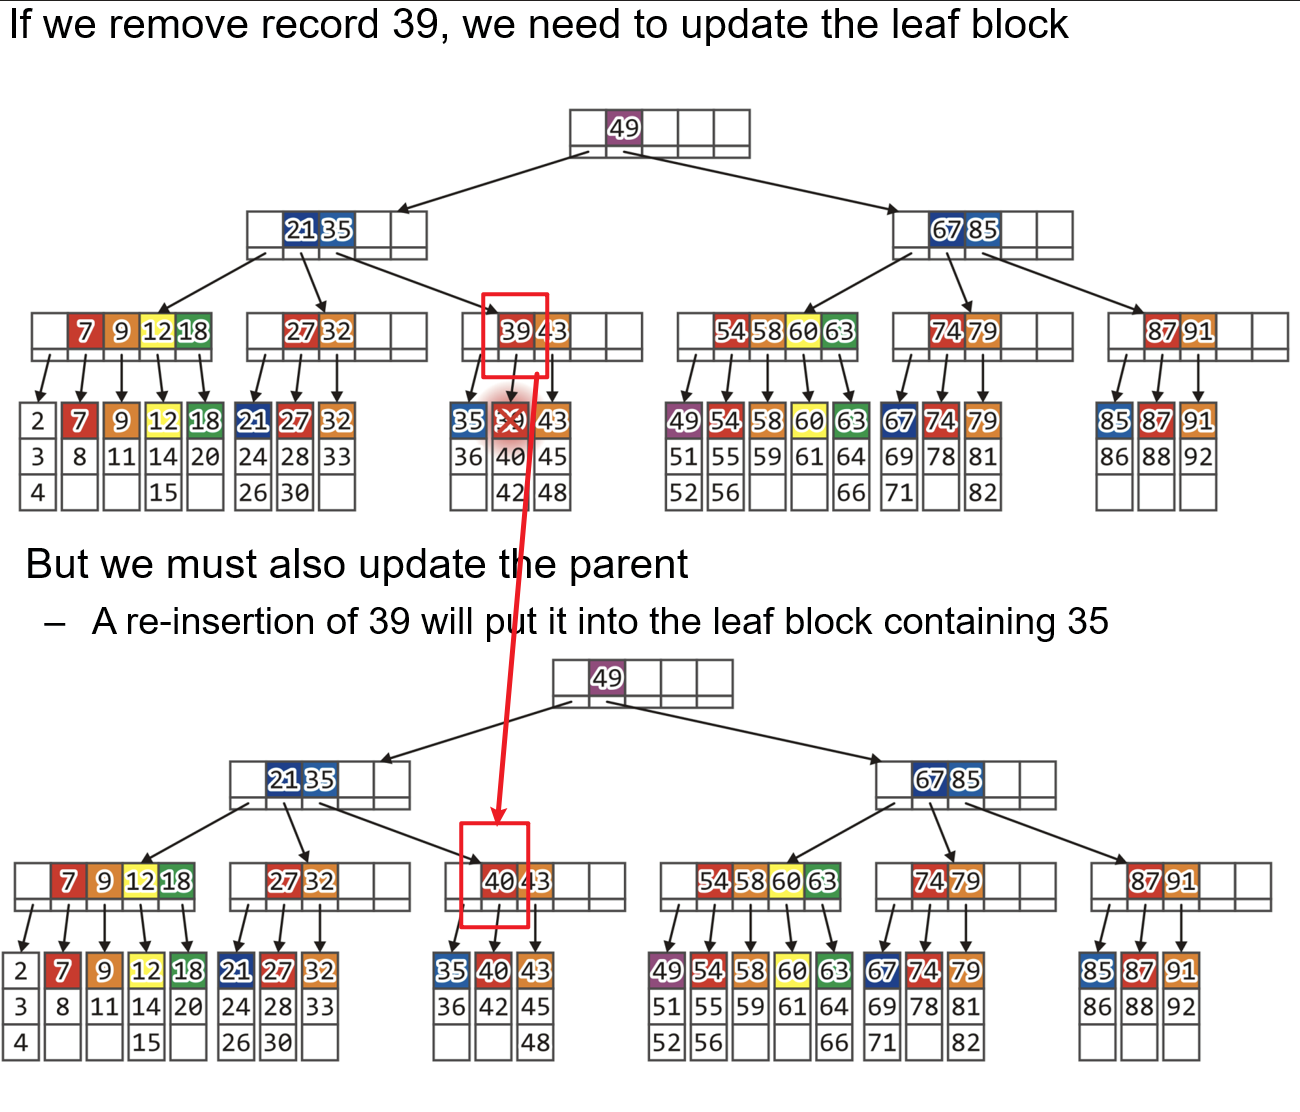 If we remove record 39, we need to update the leaf block
49
21 35 67 85
7 9 12 18 27 32 39 43 54 58 60 63 74 79 87 91
2 7 9 12 18 21 27 32 35 39 43 49 54 58 60 63 67 74 79 85 87 91
3 8 11 14 20 24 28 33 36 40 45 51 55 59 61 64 69 78 81 86 88 92
4 15 26 30 42 48 52 56 66 71 82
But we must also update the parent
– A re-insertion of 39 will put it into the leaf block containing 35
49
21 35 67 85
7 9 12 18 27 32 40 43 54 58 60 63 74 79 87 91
2 7 9 12 18 21 27 32 35 40 43 49 54 58 60 63 67 74 79 85 87 91
3 8 11 14 20 24 28 33 36 42 45 51 55 59 61 64 69 78 81 86 88 92
4 15 26 30 48 52 56 66 71 82